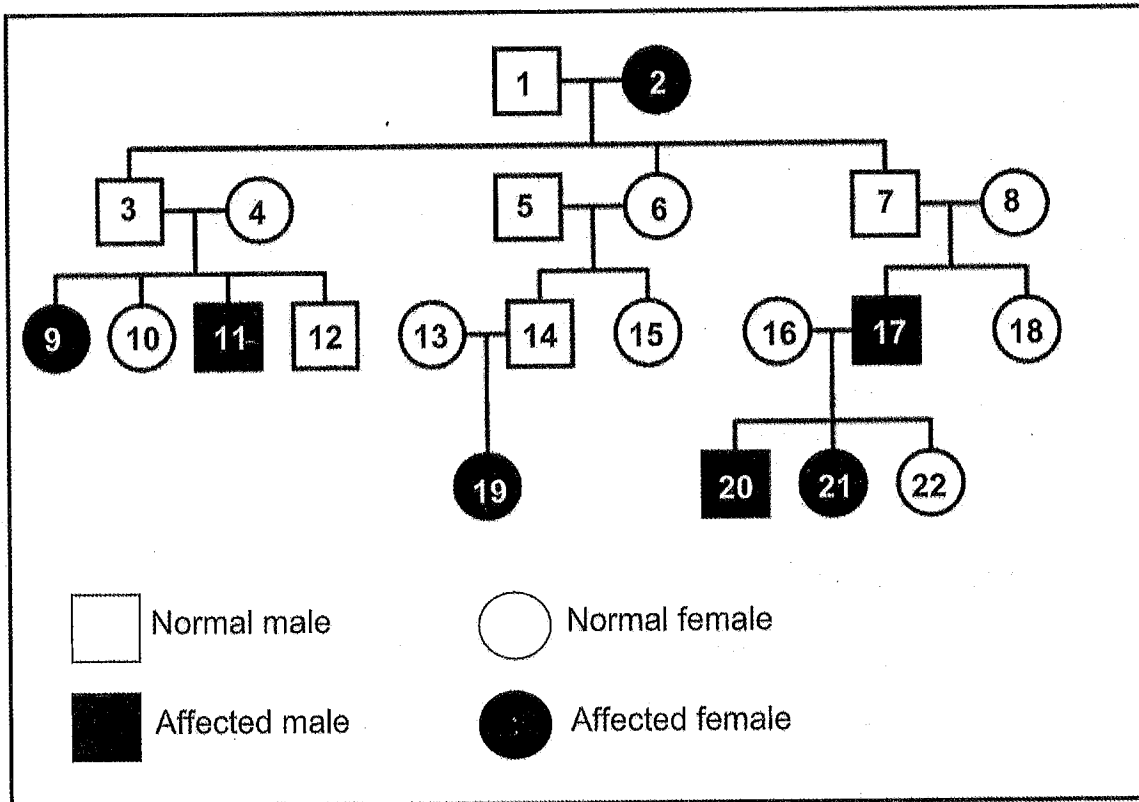 1 2
3 4 5 6 7 8
9 10 11 12 13 14 15 16 17 18
19 20 21 22
Normal male Normal female
Affected male Affected female